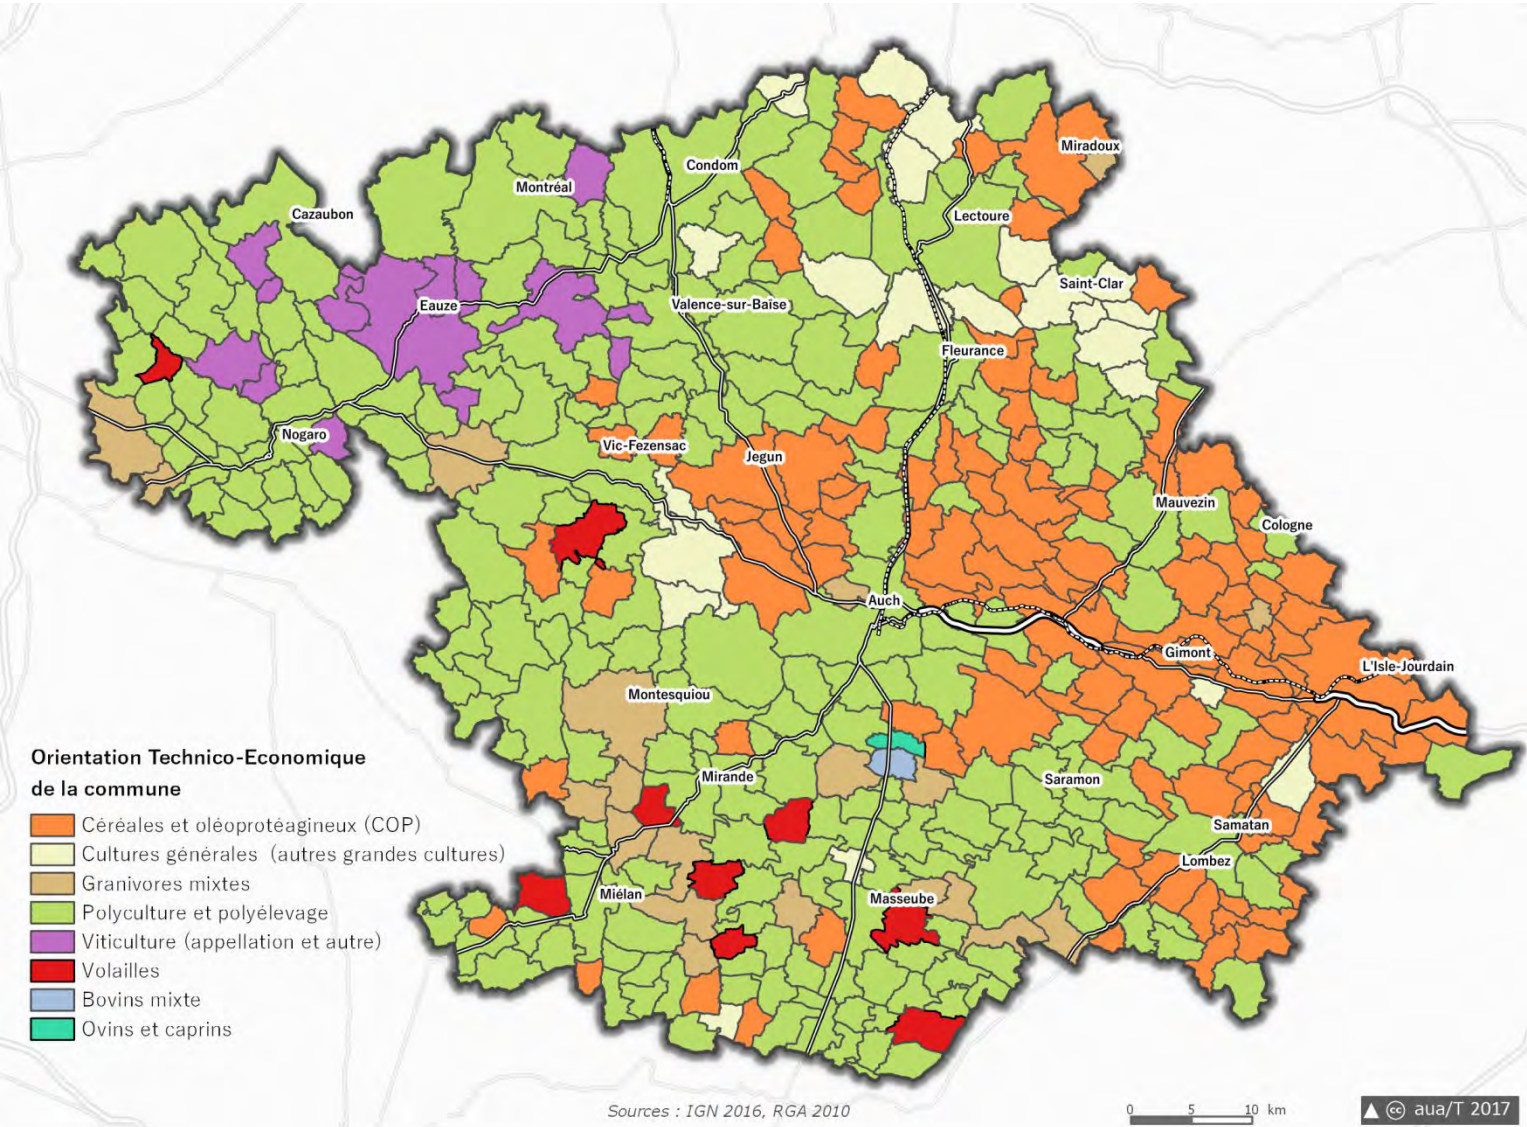 Miradoux
Condom
Montréal
Cazaubon
Lectoure
Saint-Clar
Eauze
Valence-sur-Baïse
Fleurance
Nogaro
Vic-Fezensac
Jegun
Mauvezin
Cologne
Auch
Gimont
L'Isle-Jourdain
Montesquiou
Mirande
Saramon
Samatan
Lombez
Miélan
Masseube
Orientation Technico-Economique
de la commune
Céréales et oléoprotéagineux (COP)
Cultures générales (autres grandes cultures)
Granivores mixtes
Polyculture et polyélevage
Viticulture (appellation et autre)
Volailles
Bovins mixte
Ovins et caprins
Sources : IGN 2016, RGA 2010
0 5 10 km
cc aua/T 2017